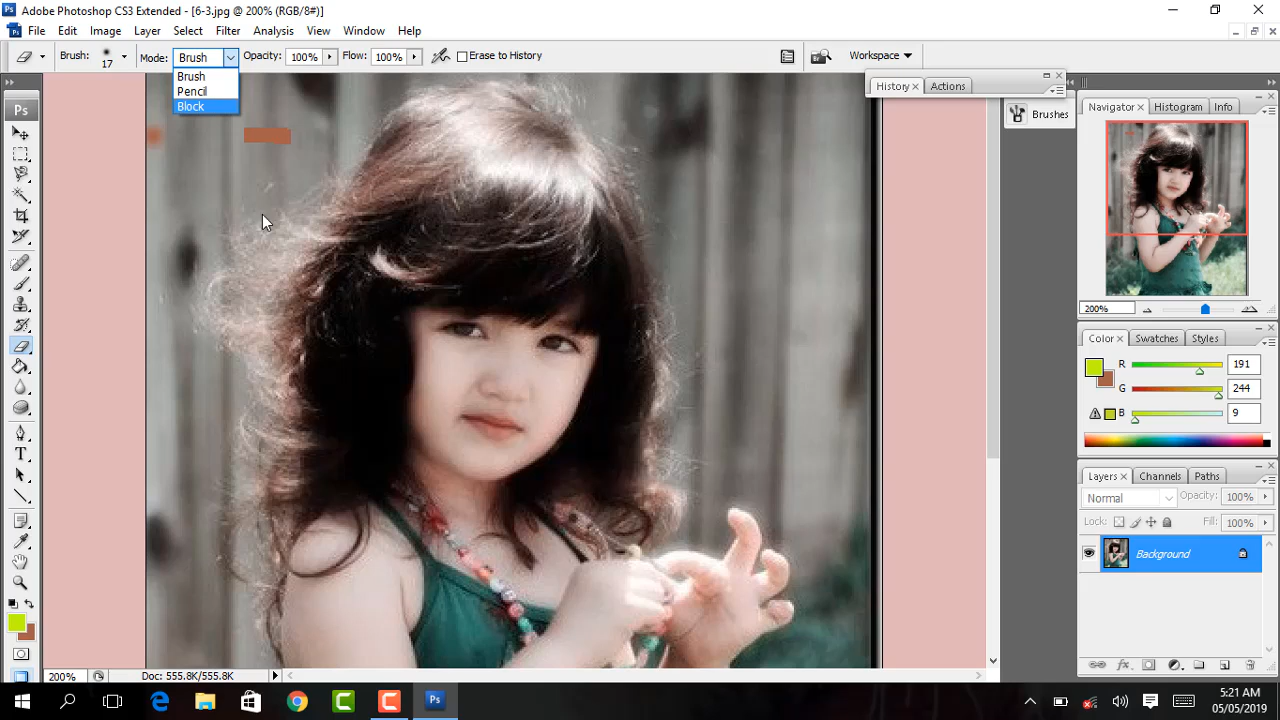 Adobe Photoshop CS3 Extended - [6-3.jpg @ 200% (RGB/8#)]
File Edit Image Layer Select Filter Analysis View Window Help
Brush: 17 Mode: Brush Opacity: 100% Flow: 100% Erase to History Workspace
Brush
Pencil
Block
History Actions
Brushes
Ps
Navigator Histogram Info
200%
Color Swatches Styles
R 191
G 244
B 9
Layers Channels Paths
Normal Opacity: 100%
Lock: Fill: 100%
Background
200% Doc: 555.8K/555.8K
Ps
5:21 AM
05/05/2019